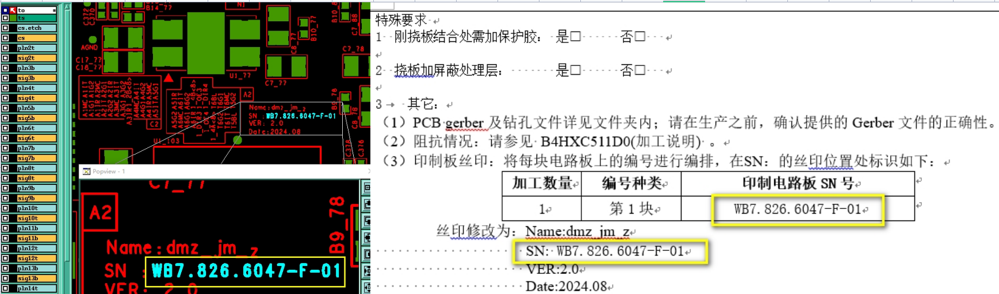 to
ts
cs.etch
cs
pln2t
sig2t
pln3b
sig3b
pln4t
sig4t
pln5b
sig5b
pln6t
sig6t
pln7b
sig7b
pln8t
sig8t
pln9b
sig9b
pln10t
sig10t
pln11b
sig11b
pln12t
sig12t
pln13b
sig13b
pln14t
C372
C370
B14_77
N1
B10_7
C7_88
B10_77
C8_77
AGND
C17_77
C18_77
U1_77
C7_77
C7_78
A2
B9_78
C8_78
C2
U1_103
C378
C376
Name:dmz_jm_z
SN :WB7.826.6047-F-01
VER: 2.0
Date:2024.08
Popview - 1
C7_77
A2
B9_78
Name:dmz_jm_z
SN :WB7.826.6047-F-01
VER: 2.0
特殊要求
1 刚挠板结合处需加保护胶： 是□ 否□
2 挠板加屏蔽处理层： 是□ 否□
3 其它：
（1）PCB gerber 及钻孔文件详见文件夹内；请在生产之前，确认提供的 Gerber 文件的正确性。
（2）阻抗情况：请参见 B4HXC511D0(加工说明) 。
（3）印制板丝印：将每块电路板上的编号进行编排，在SN：的丝印位置处标识如下：
加工数量 编号种类 印制电路板 SN 号
1 第 1 块 WB7.826.6047-F-01
丝印修改为：Name:dmz_jm_z
SN: WB7.826.6047-F-01
VER:2.0
Date:2024.08